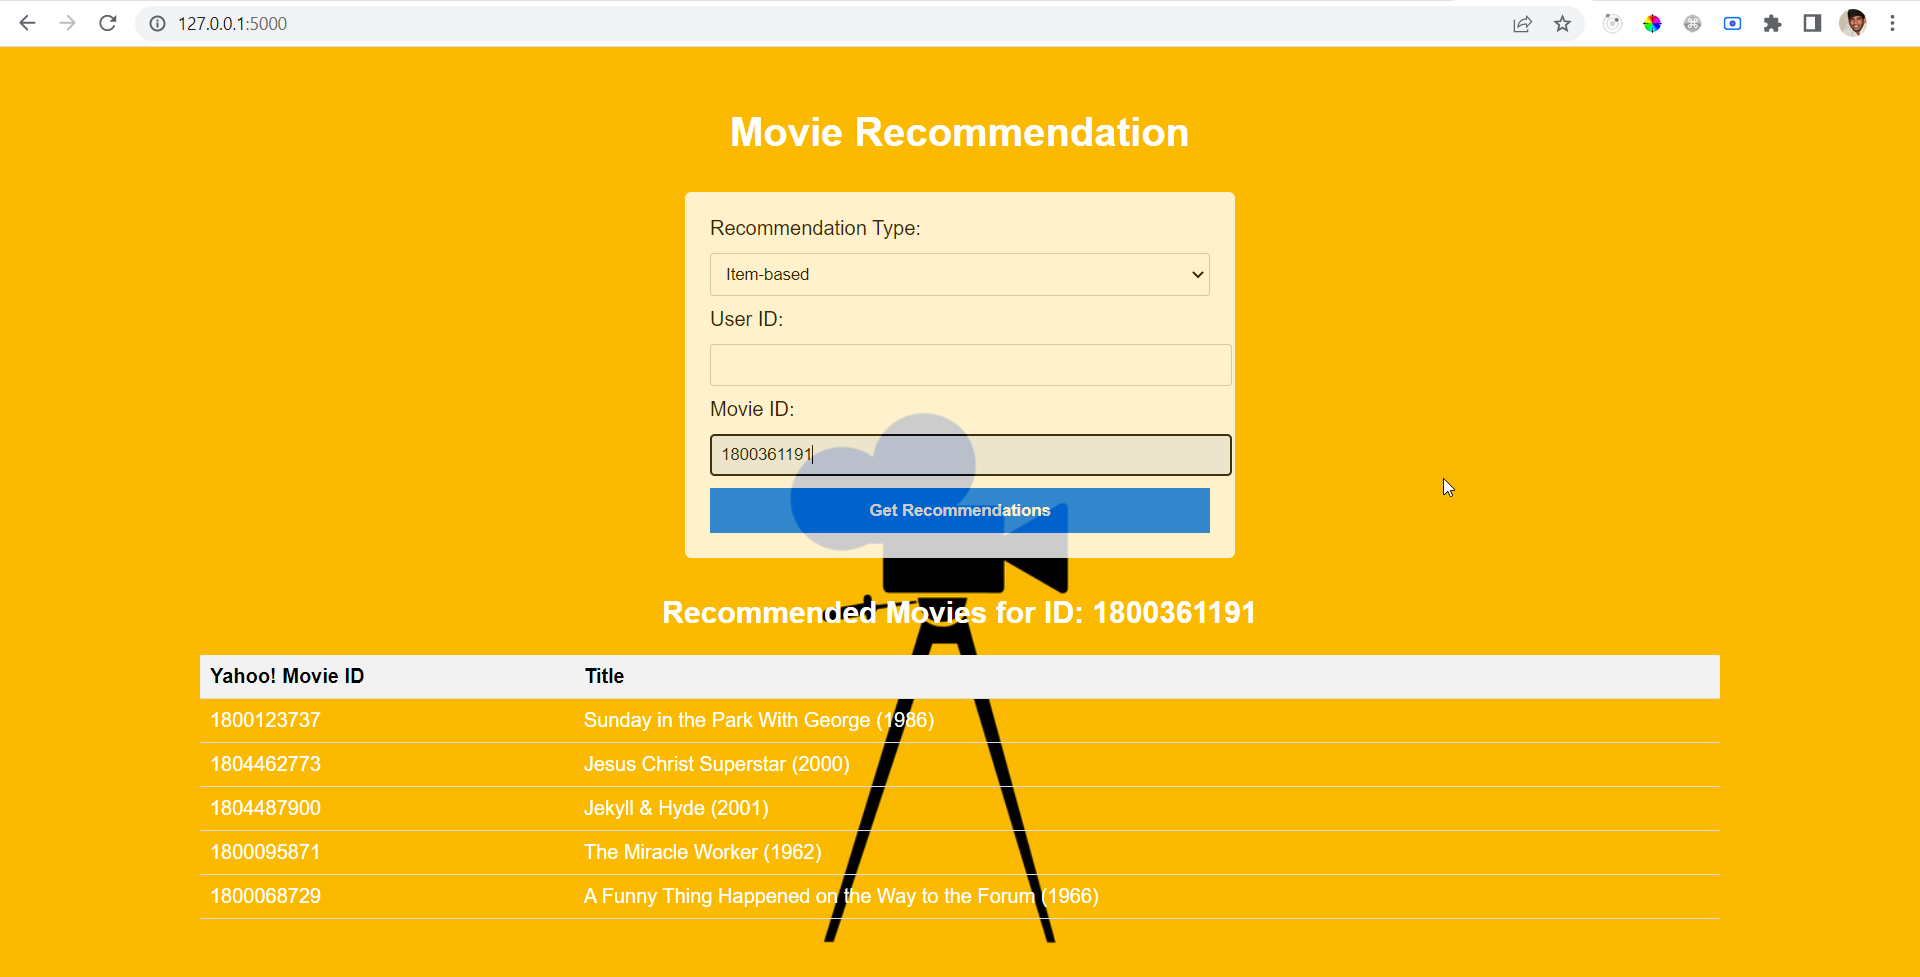 127.0.0.1:5000
Movie Recommendation
Recommendation Type:
Item-based
User ID:
Movie ID:
1800361191
Get Recommendations
Recommended Movies for ID: 1800361191
Yahoo! Movie ID Title
1800123737 Sunday in the Park With George (1986)
1804462773 Jesus Christ Superstar (2000)
1804487900 Jekyll & Hyde (2001)
1800095871 The Miracle Worker (1962)
1800068729 A Funny Thing Happened on the Way to the Forum (1966)